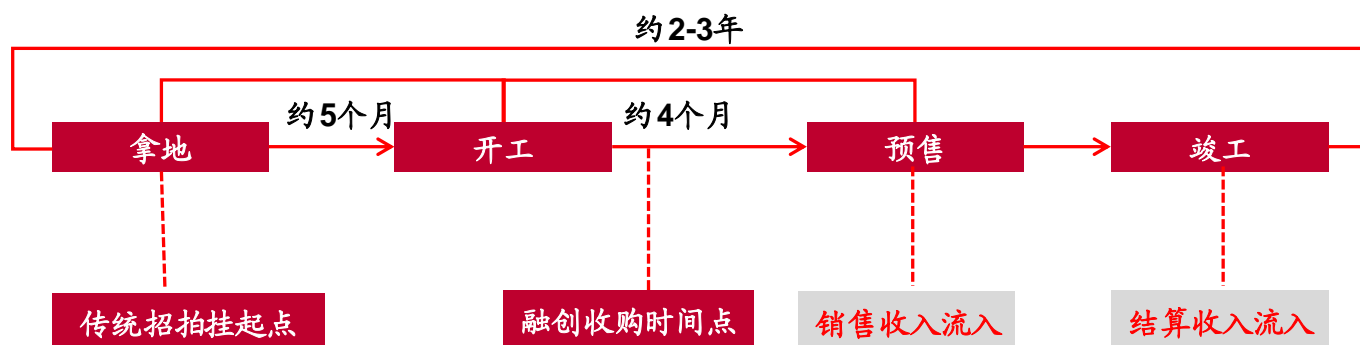 约2-3年
约5个月
约4个月
拿地
开工
预售
竣工
传统招拍挂起点
融创收购时间点
销售收入流入
结算收入流入